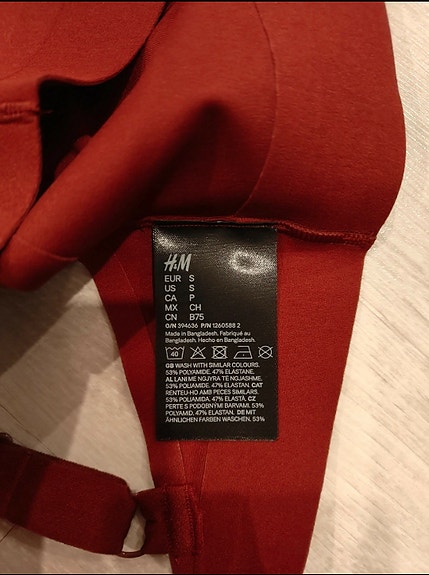 H&M
EUR S
US S
CA P
MX CH
CN B75
O/N 394636 P/N 1260588 2
Made in Bangladesh. Fabriqué au
Bangladesh. Hecho en Bangladesh.
40
GB WASH WITH SIMILAR COLOURS.
53% POLYAMIDE, 47% ELASTANE.
AL LANI ME NGJYRA TË NGJASHME.
53% POLIAMIDE, 47% ELASTAN. CAT
RENTEU-HO AMB PECES SIMILARS.
53% POLIAMIDA, 47% ELASTÀ. CZ
PERTE S PODOBNÝMI BARVAMI. 53%
POLYAMID, 47% ELASTAN. DE MIT
ÄHNLICHEN FARBEN WASCHEN. 53%